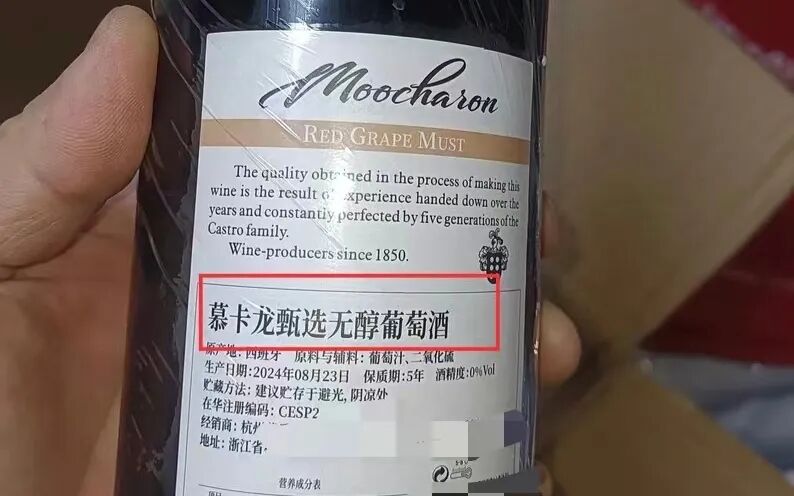 Moocharon
RED GRAPE MUST
The quality obtained in the process of making this
wine is the result of experience handed down over the
years and constantly perfected by five generations of the
Castro family.
Wine-producers since 1850.
慕卡龙甄选无醇葡萄酒
原产地: 西班牙 原料与辅料: 葡萄汁、二氧化硫
生产日期: 2024年08月23日 保质期: 5年 酒精度: 0%Vol
贮藏方法: 建议贮存于避光, 阴凉处
在华注册编码: CESP2
经销商: 杭州
地址: 浙江省
营养成分表